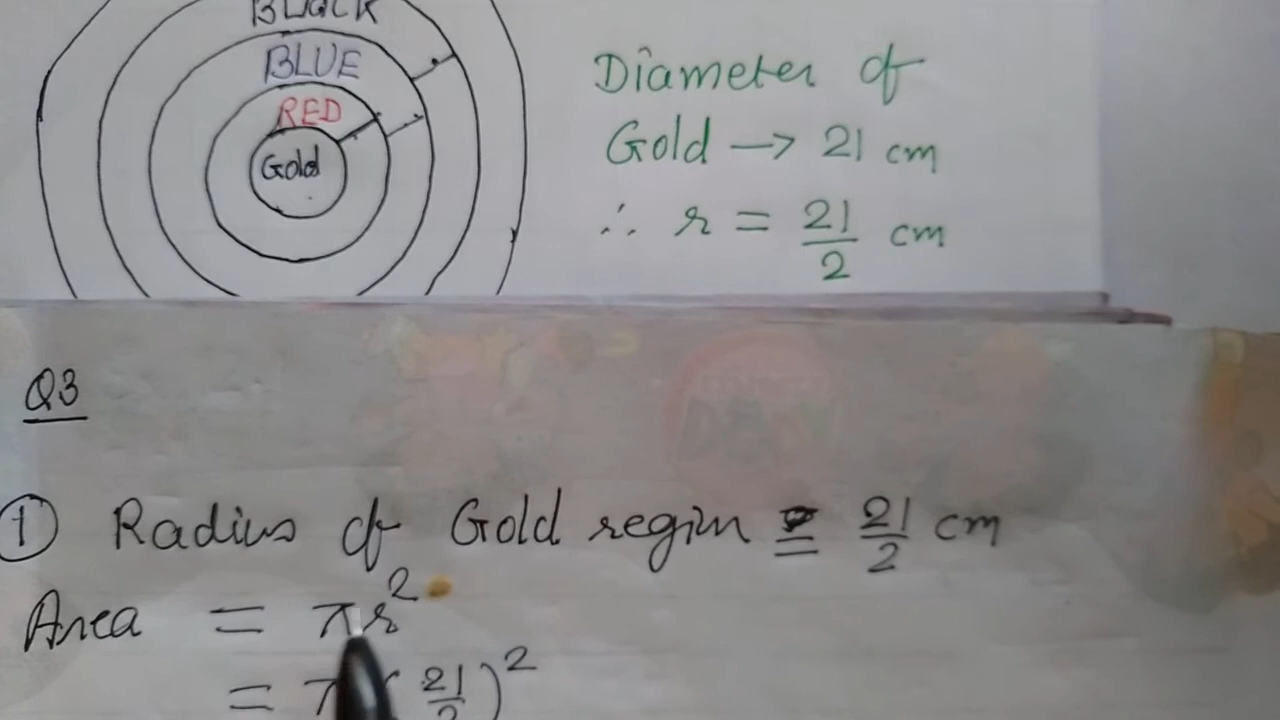 BLACK
BLUE
RED
Gold
Diameter of
Gold → 21 cm
∴ r = 21/2 cm
Q3
① Radius of Gold region = 21/2 cm
Area = πr²
= π(21/2)²